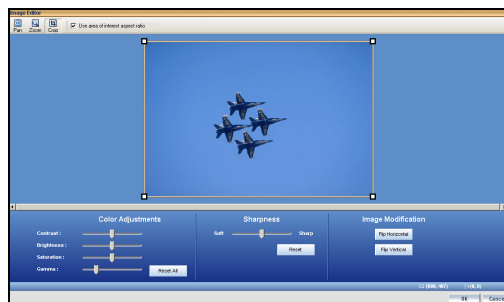 Image Editor
Pan Zoom Crop Use area of interest aspect ratio
Color Adjustments Sharpness Image Modification
Contrast : Soft Sharp Flip Horizontal
Brightness : Reset Flip Vertical
Saturation :
Gamma : Reset All
OK Cancel